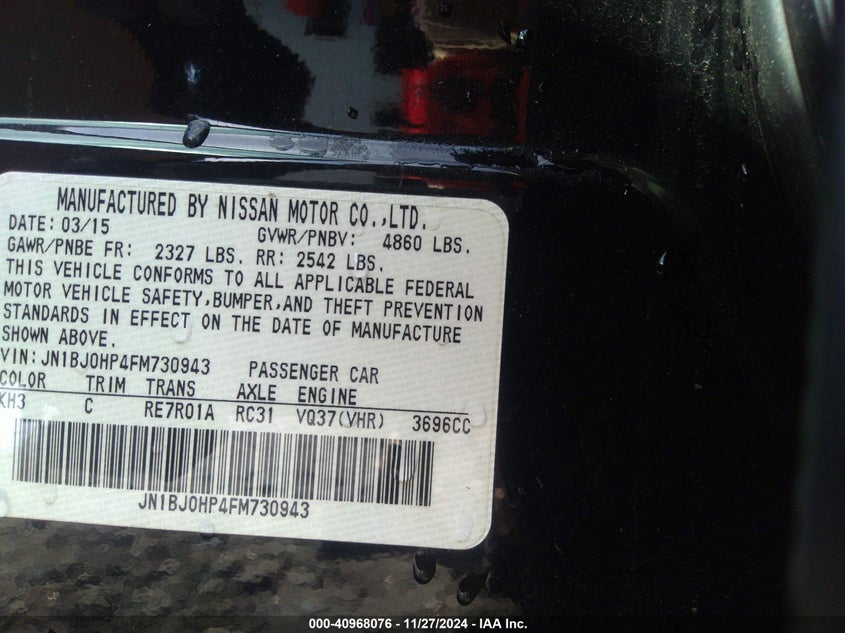 MANUFACTURED BY NISSAN MOTOR CO.,LTD.
DATE: 03/15 GVWR/PNBV: 4860 LBS.
GAWR/PNBE FR: 2327 LBS. RR: 2542 LBS.
THIS VEHICLE CONFORMS TO ALL APPLICABLE FEDERAL
MOTOR VEHICLE SAFETY,BUMPER,AND THEFT PREVENTION
STANDARDS IN EFFECT ON THE DATE OF MANUFACTURE
SHOWN ABOVE.
VIN: JN1BJ0HP4FM730943 PASSENGER CAR
COLOR TRIM TRANS AXLE ENGINE
KH3 C RE7R01A RC31 VQ37(VHR) 3696CC
JN1BJ0HP4FM730943
000-40968076 - 11/27/2024 - IAA Inc.